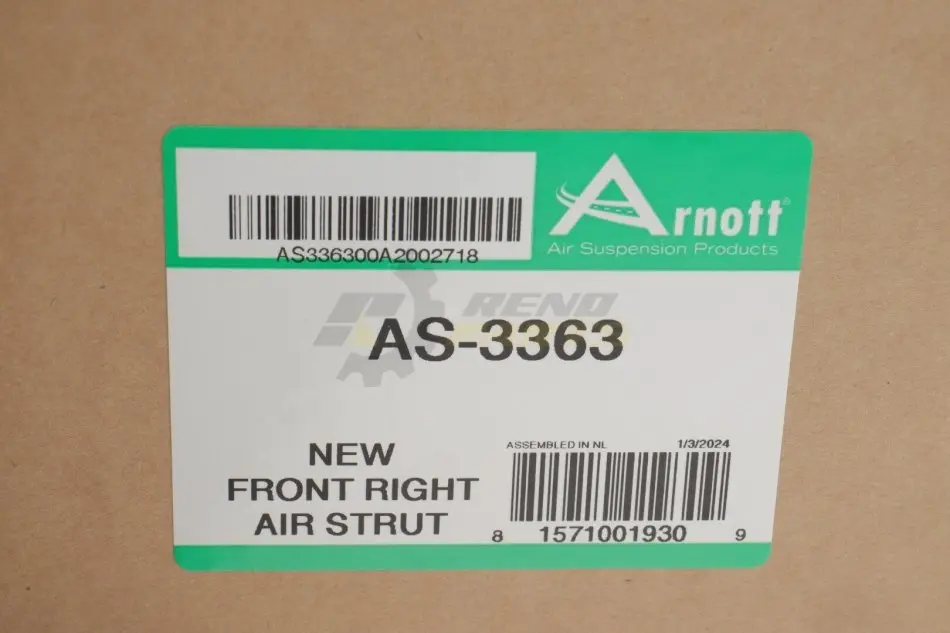 Arnott®
Air Suspension Products
AS336300A2002718
RENO
AS-3363
NEW
FRONT RIGHT
AIR STRUT
ASSEMBLED IN NL 1/3/2024
8 1571001930 9